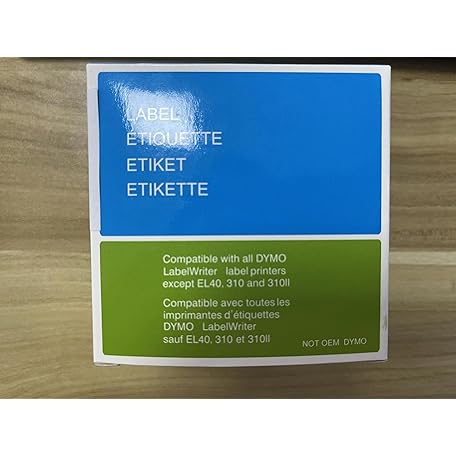 LABEL
ETIQUETTE
ETIKET
ETIKETTE
Compatible with all DYMO
LabelWriter label printers
except EL40, 310 and 310II
Compatible avec toutes les
imprimantes d'étiquettes
DYMO LabelWriter
sauf EL40, 310 et 310II
NOT OEM DYMO